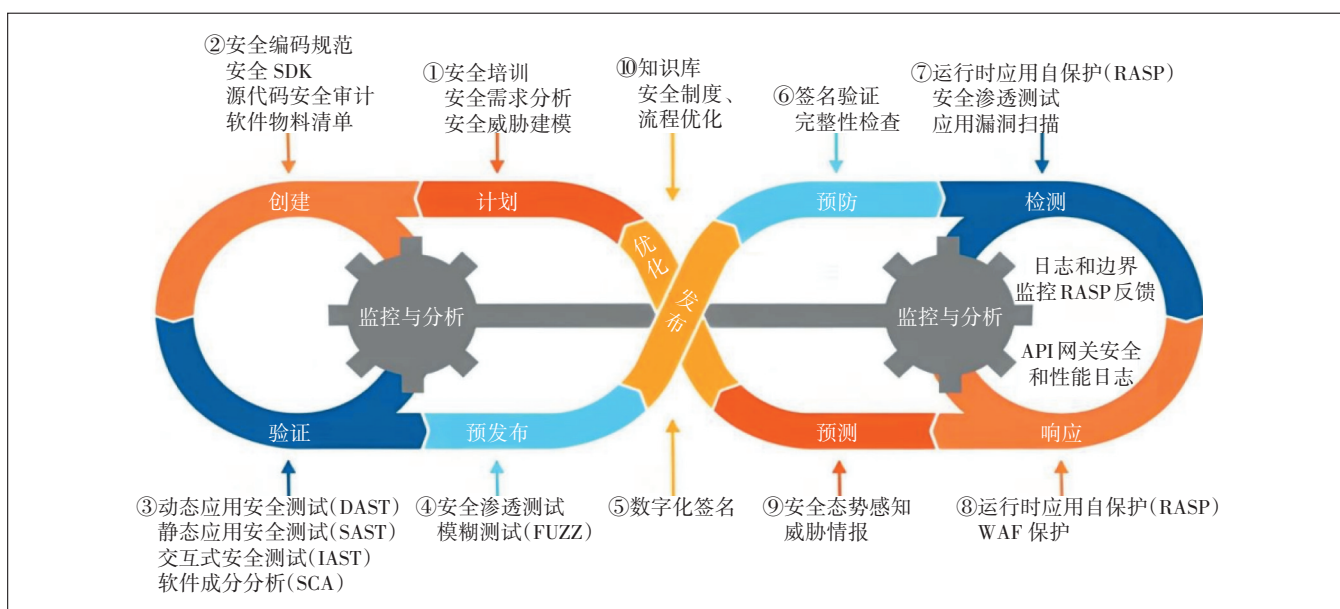 ②安全编码规范
安全 SDK
源代码安全审计
软件物料清单
①安全培训
安全需求分析
安全威胁建模
⑩知识库
安全制度、
流程优化
⑥签名验证
完整性检查
⑦运行时应用自保护(RASP)
安全渗透测试
应用漏洞扫描
创建
计划
优化
发布
预防
检测
监控与分析
监控与分析
日志和边界
监控 RASP 反馈
API 网关安全
和性能日志
验证
预发布
预测
响应
③动态应用安全测试(DAST)
静态应用安全测试(SAST)
交互式安全测试(IAST)
软件成分分析(SCA)
④安全渗透测试
模糊测试(FUZZ)
⑤数字化签名
⑨安全态势感知
威胁情报
⑧运行时应用自保护(RASP)
WAF 保护